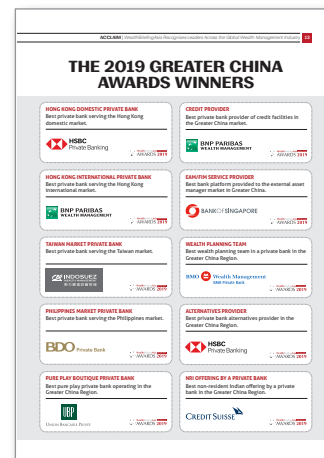 ACCLAIM | WealthBriefingAsia Recognises Leaders Across the Global Wealth Management Industry 13
THE 2019 GREATER CHINA
AWARDS WINNERS
HONG KONG DOMESTIC PRIVATE BANK
Best private bank serving the Hong Kong
domestic market.
HSBC
Private Banking
AWARDS 2019
CREDIT PROVIDER
Best private bank provider of credit facilities in
the Greater China market.
BNP PARIBAS
WEALTH MANAGEMENT
AWARDS 2019
HONG KONG INTERNATIONAL PRIVATE BANK
Best private bank serving the Hong Kong
international market.
BNP PARIBAS
WEALTH MANAGEMENT
AWARDS 2019
EAM/FIM SERVICE PROVIDER
Best bank platform provided to the external asset
manager market in Greater China.
BANK OF SINGAPORE
AWARDS 2019
TAIWAN MARKET PRIVATE BANK
Best private bank serving the Taiwan market.
INDOSUEZ
AWARDS 2019
WEALTH PLANNING TEAM
Best wealth planning team in a private bank in the
Greater China Region.
BMO Wealth Management
BMO Private Bank
AWARDS 2019
PHILIPPINES MARKET PRIVATE BANK
Best private bank serving the Philippines market.
BDO Private Bank
AWARDS 2019
ALTERNATIVES PROVIDER
Best private bank alternatives provider in the
Greater China Region.
HSBC
Private Banking
AWARDS 2019
PURE PLAY BOUTIQUE PRIVATE BANK
Best pure play private bank operating in the
Greater China Region.
UBP
UNION BANCAIRE PRIVÉE
AWARDS 2019
NRI OFFERING BY A PRIVATE BANK
Best non-resident Indian offering by a private
bank in the Greater China Region.
CREDIT SUISSE
AWARDS 2019